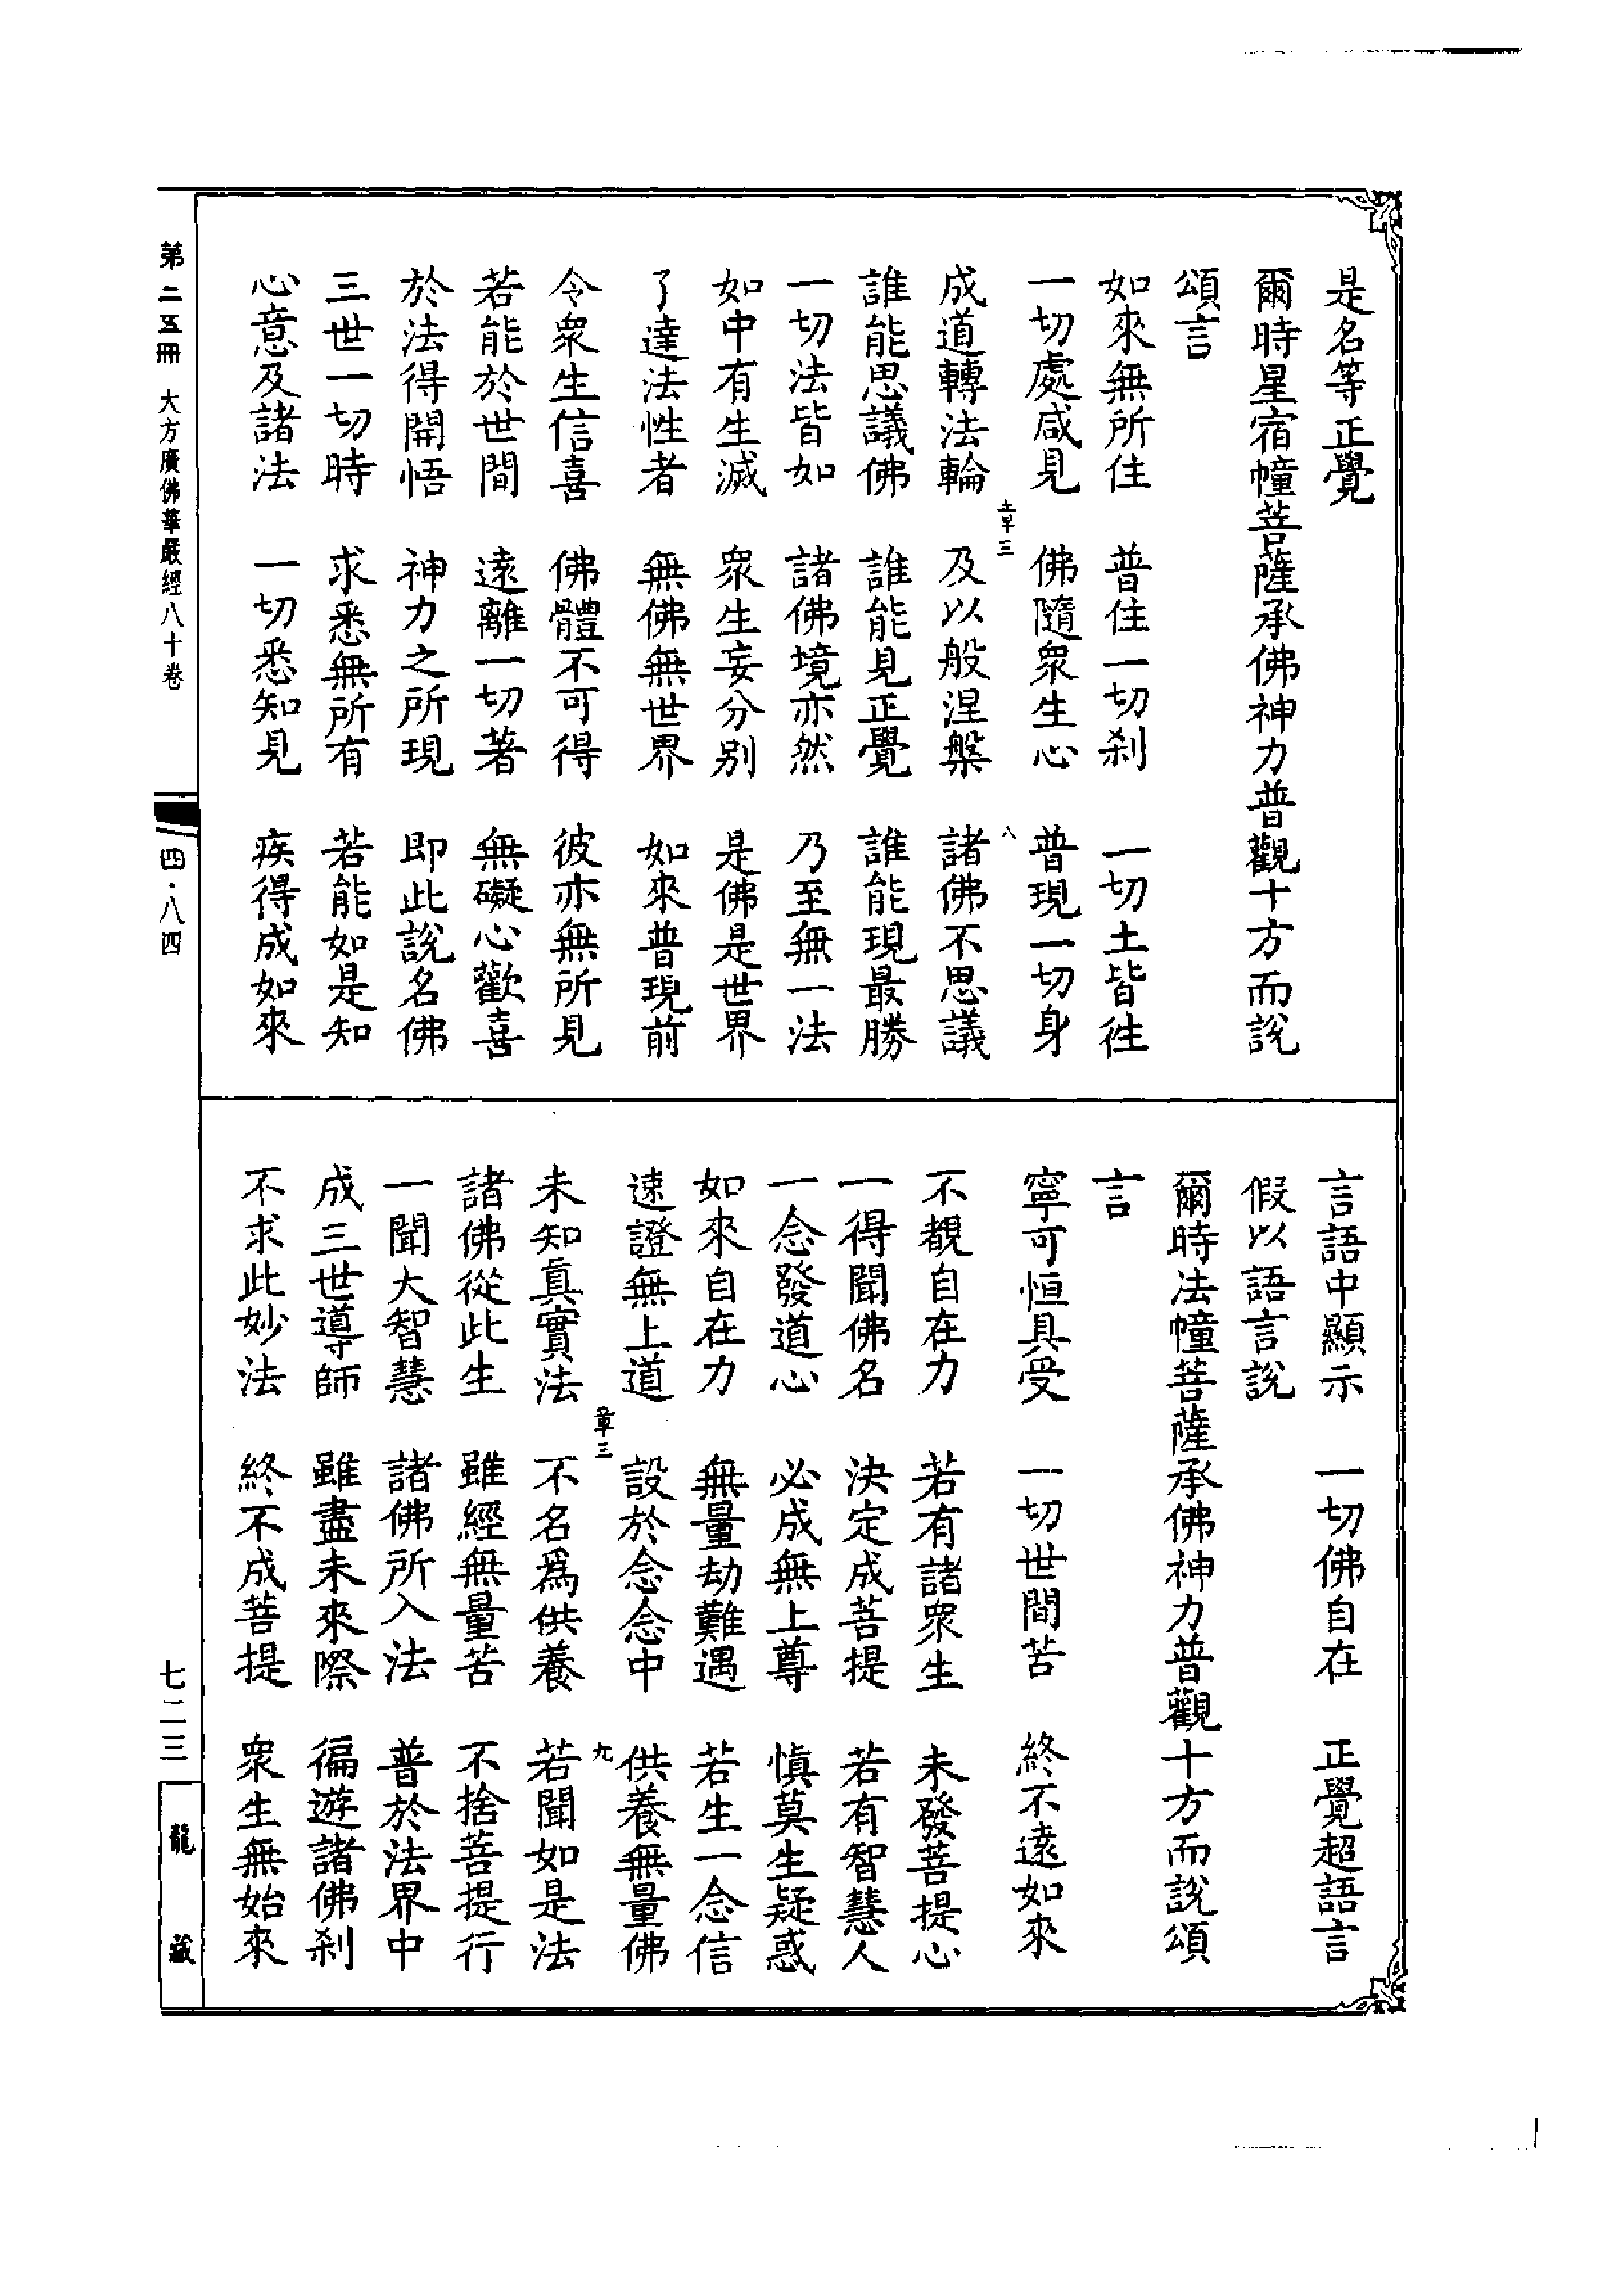 是名等正覺
爾時星宿幢菩薩承佛神力普觀十方而說
頌言
如來無所住　普住一切刹　一切土皆徃
一切處咸見　佛隨衆生心　普現一切身
成道轉法輪　及以般涅槃　諸佛不思議
章三　八
誰能思議佛　誰能見正覺　誰能現最勝
一切法皆如　諸佛境亦然　乃至無一法
如中有生滅　衆生妄分别　是佛是世界
了達法性者　無佛無世界　如來普現前
令衆生信喜　佛體不可得　彼亦無所見
若能於世間　遠離一切著　無礙心歡喜
於法得開悟　神力之所現　即此說名佛
三世一切時　求悉無所有　若能如是知
心意及諸法　一切悉知見　疾得成如來
言語中顯示　一切佛自在　正覺超語言
假以語言說
爾時法幢菩薩承佛神力普觀十方而說頌
言
寧可恒具受　一切世間苦　終不遠如來
不覩自在力　若有諸衆生　未發菩提心
一得聞佛名　決定成菩提　若有智慧人
一念發道心　必成無上尊　慎莫生疑惑
如來自在力　無量劫難遇　若生一念信
速證無上道　設於念念中　供養無量佛
章三　九
未知眞實法　不名爲供養　若聞如是法
諸佛從此生　雖經無量苦　不捨菩提行
一聞大智慧　諸佛所入法　普於法界中
成三世導師　雖盡未來際　徧遊諸佛刹
不求此妙法　終不成菩提　衆生無始來
第二五冊　大方廣佛華嚴經八十卷　四·八四
七二三　龍藏